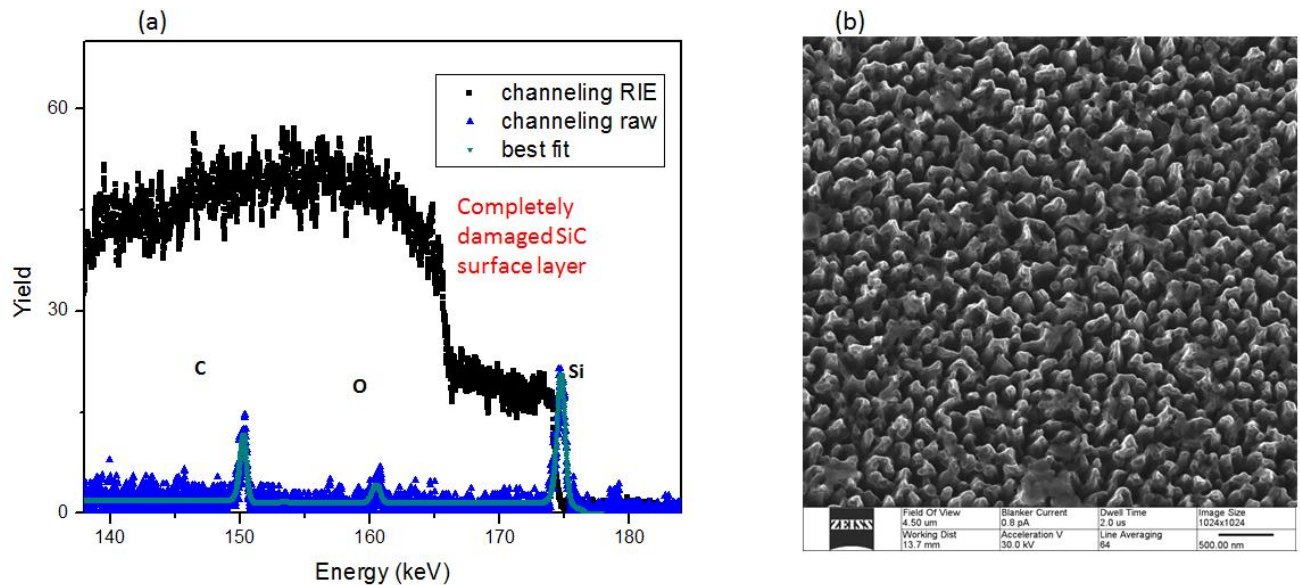 (a)
(b)
channeling RIE
channeling raw
best fit
Completely
damaged SiC
surface layer
Yield
60
30
0
C
O
Si
140
150
160
170
180
Energy (keV)
ZEISS
Field Of View
4.50 um
Blanker Current
0.8 pA
Dwell Time
2.0 us
Image Size
1024x1024
Working Dist
13.7 mm
Acceleration V
30.0 kV
Line Averaging
64
500.00 nm